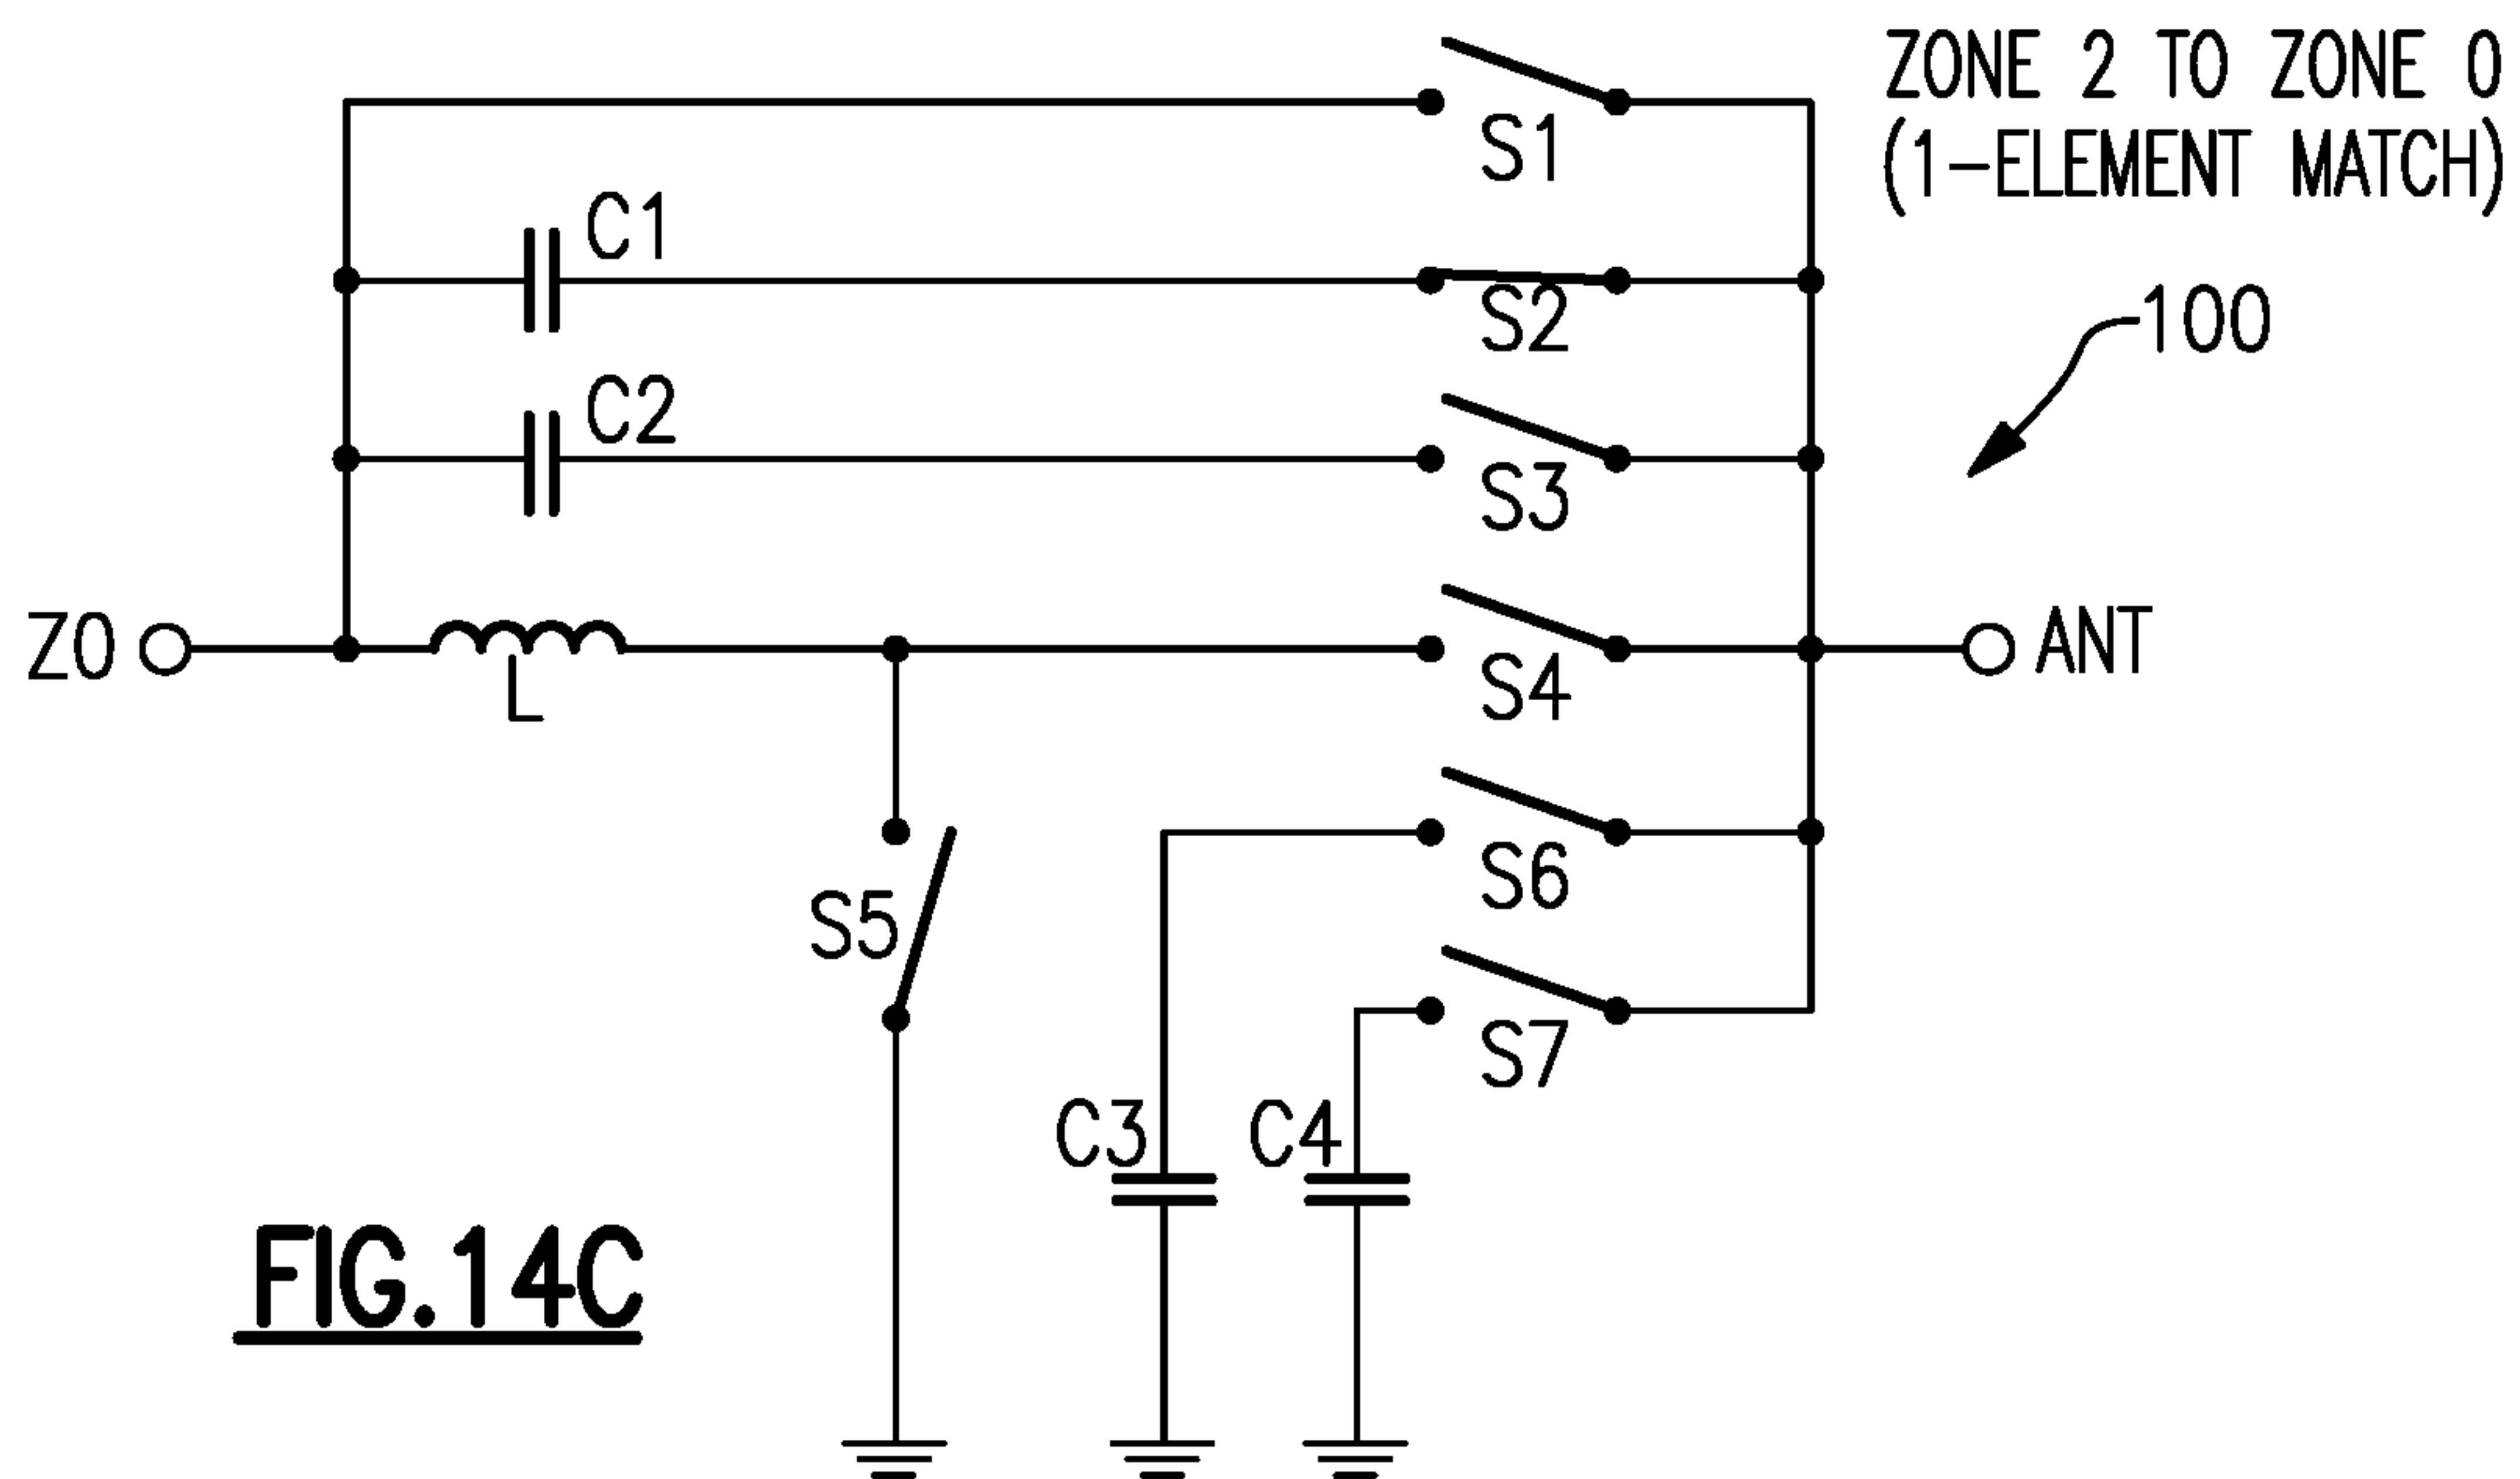 ZONE 2 TO ZONE 0
(1-ELEMENT MATCH)
S1
C1
S2
100
C2
S3
Z0
L
S4
ANT
S5
S6
S7
C3
C4
FIG.14C